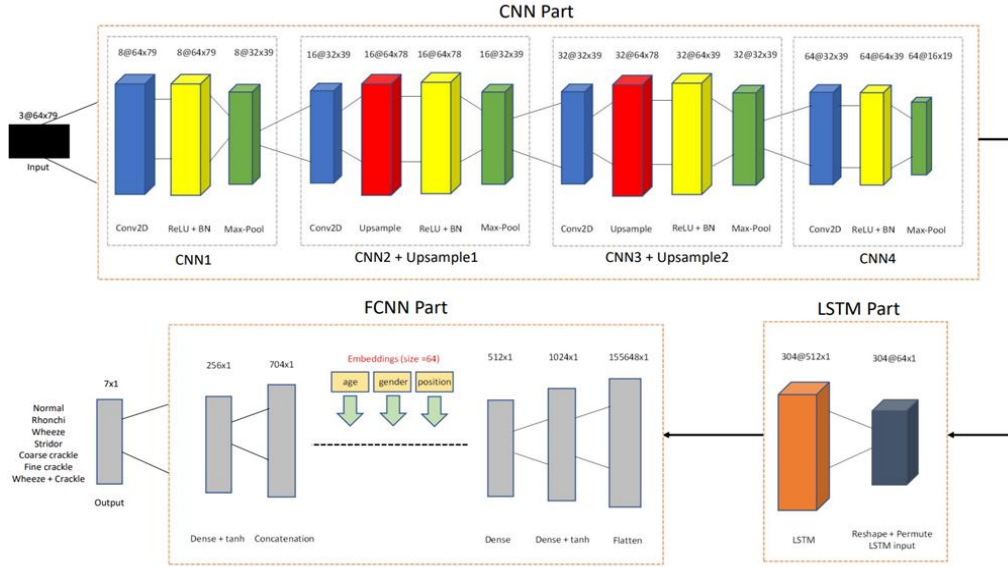 CNN Part
8@64x79 8@64x79 8@32x39
16@32x39 16@64x78 16@64x78 16@32x39
32@32x39 32@64x78 32@64x39 32@32x39
64@32x39 64@64x39 64@16x19
3@64x79
Input
Conv2D ReLU + BN Max-Pool
Conv2D Upsample ReLU + BN Max-Pool
Conv2D Upsample ReLU + BN Max-Pool
Conv2D ReLU + BN Max-Pool
CNN1
CNN2 + Upsample1
CNN3 + Upsample2
CNN4
FCNN Part
LSTM Part
7x1
256x1
704x1
Embeddings (size =64)
age gender position
512x1
1024x1
155648x1
304@512x1
304@64x1
Normal
Rhonchi
Wheeze
Stridor
Coarse crackle
Fine crackle
Wheeze + Crackle
Output
Dense + tanh
Concatenation
Dense
Dense + tanh
Flatten
LSTM
Reshape + Permute
LSTM input